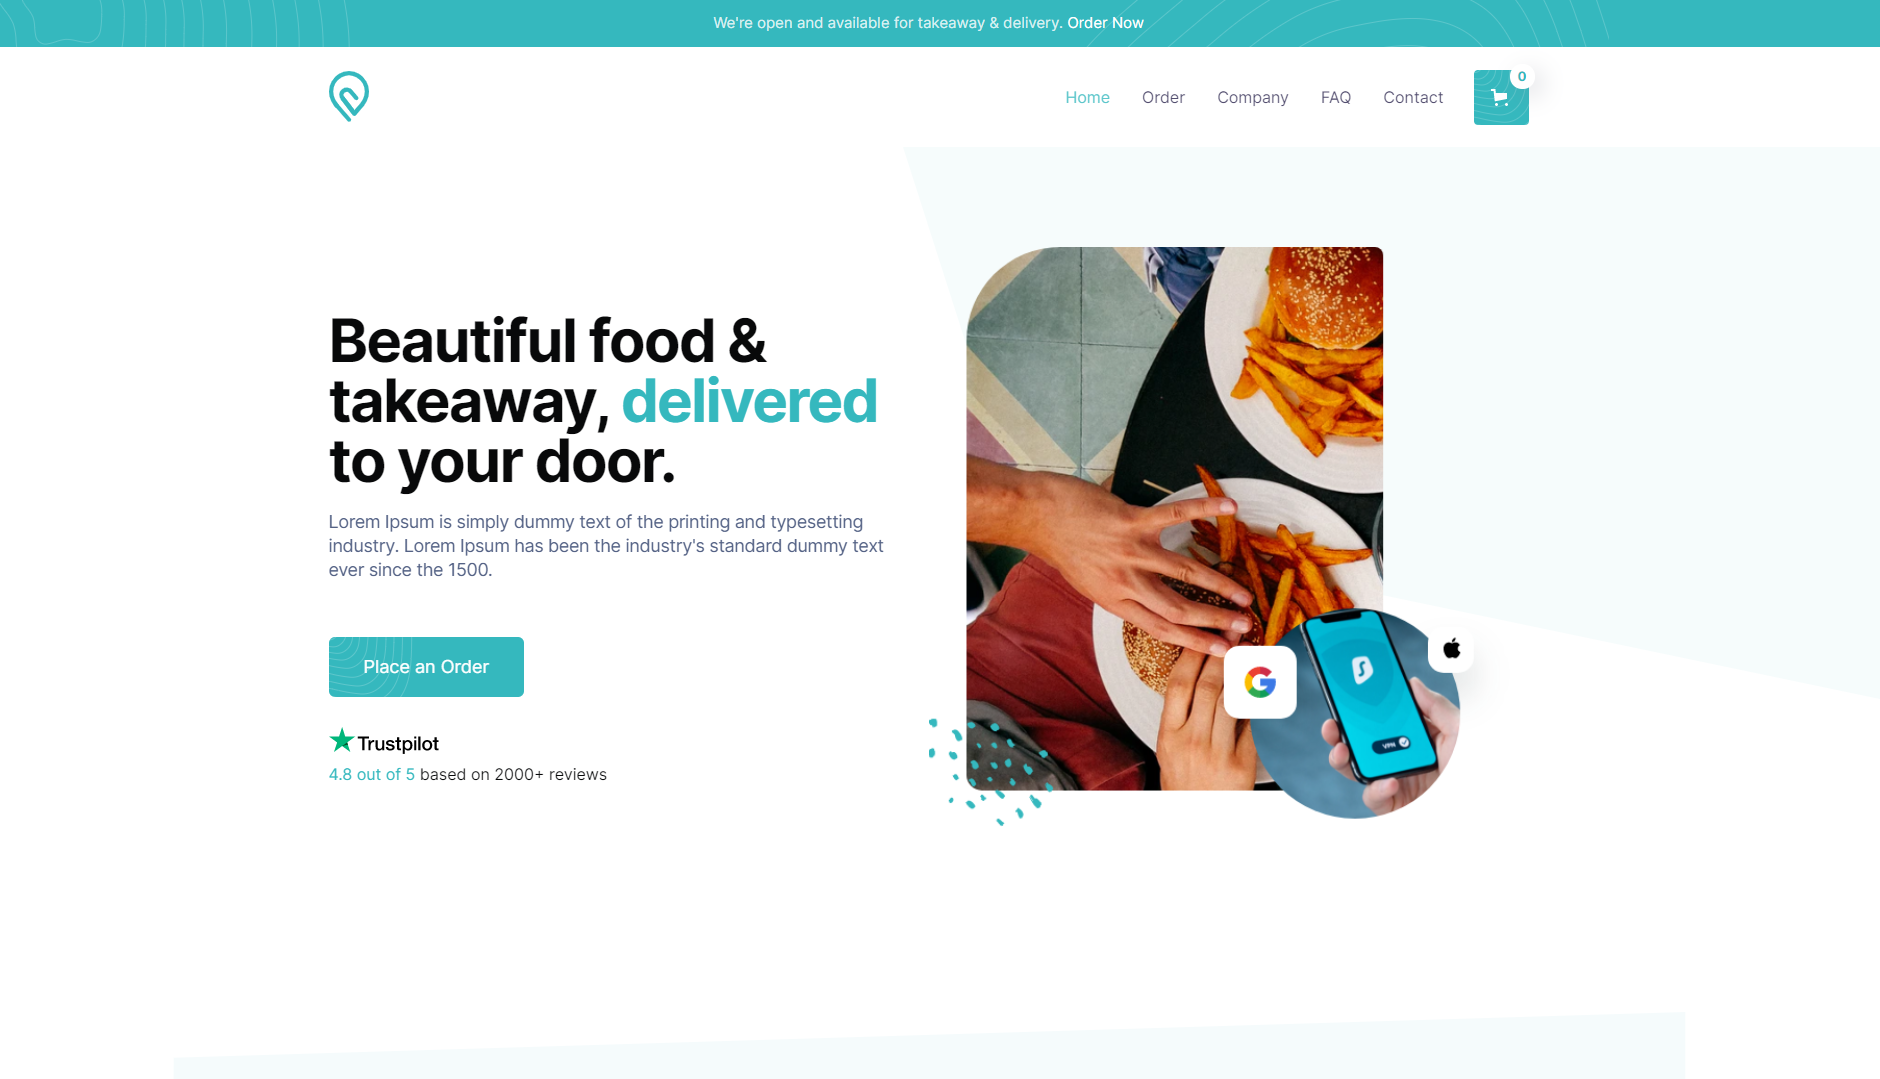 We're open and available for takeaway & delivery. Order Now
Home Order Company FAQ Contact
0
Beautiful food &
takeaway, delivered
to your door.
Lorem Ipsum is simply dummy text of the printing and typesetting
industry. Lorem Ipsum has been the industry's standard dummy text
ever since the 1500.
Place an Order
Trustpilot
4.8 out of 5 based on 2000+ reviews
G
VPN